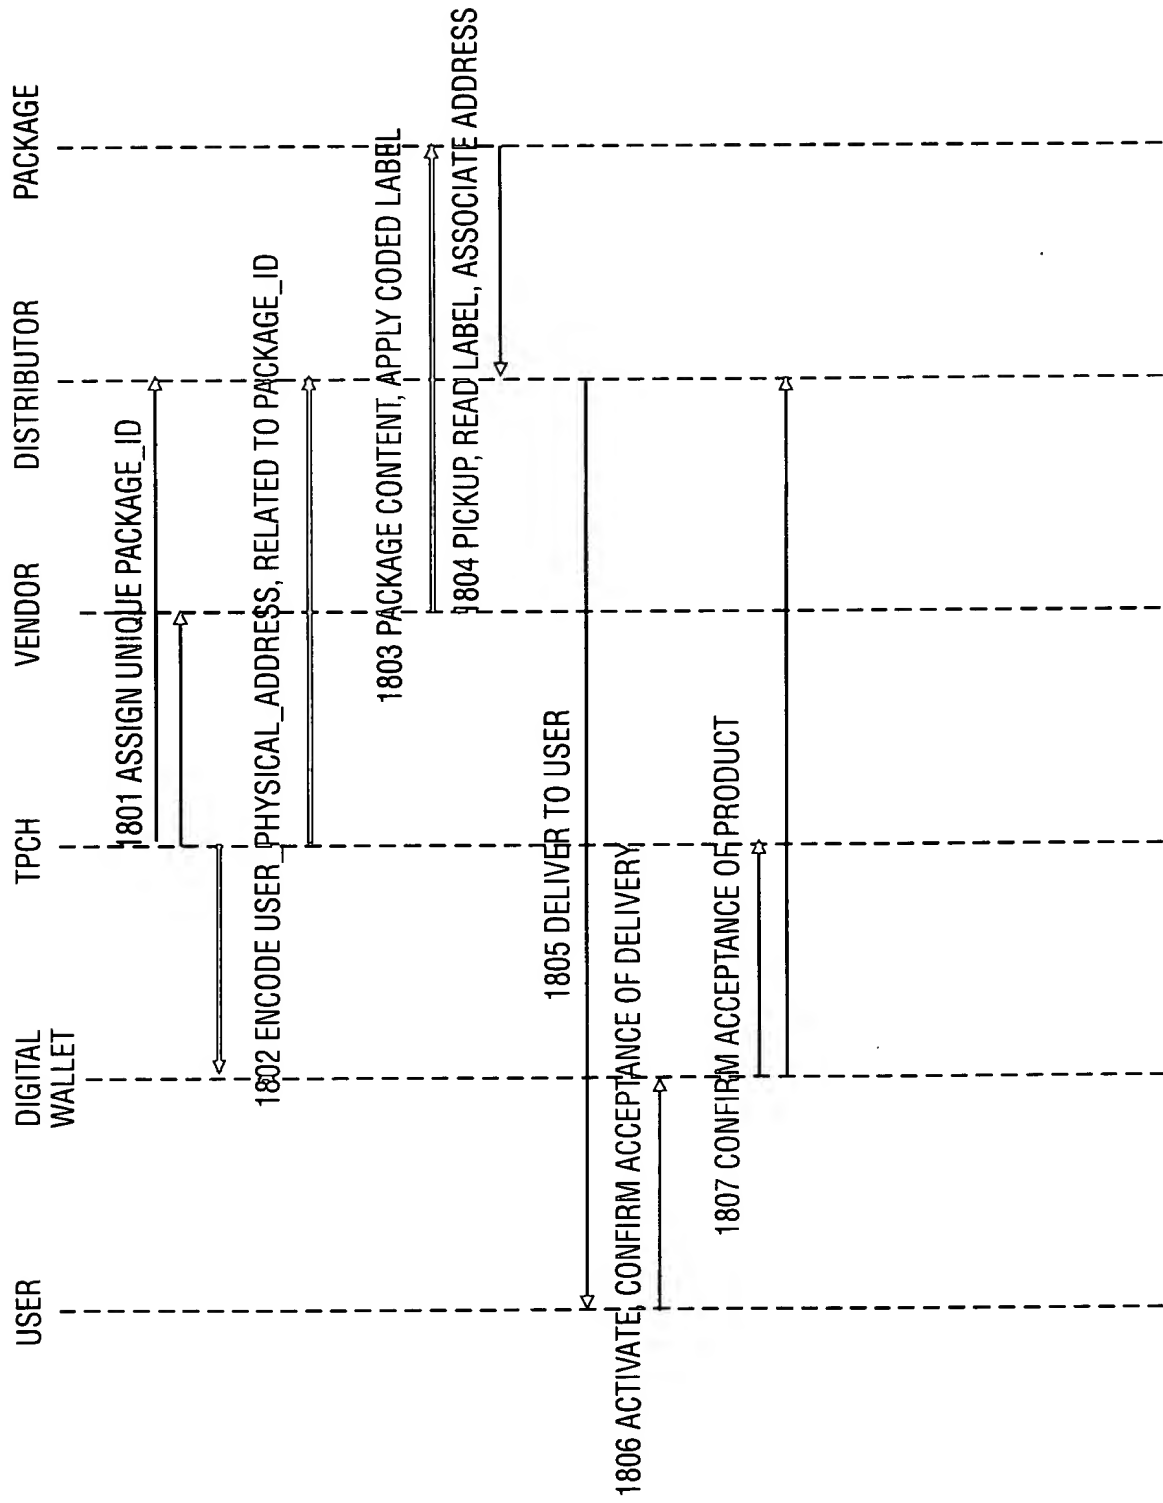 USER
DIGITAL
WALLET
TPCH
VENDOR
DISTRIBUTOR
PACKAGE
1801 ASSIGN UNIQUE PACKAGE_ID
1802 ENCODE USER_PHYSICAL_ADDRESS, RELATED TO PACKAGE_ID
1803 PACKAGE CONTENT, APPLY CODED LABEL
1804 PICKUP, READ LABEL, ASSOCIATE ADDRESS
1805 DELIVER TO USER
1806 ACTIVATE, CONFIRM ACCEPTANCE OF DELIVERY
1807 CONFIRM ACCEPTANCE OF PRODUCT